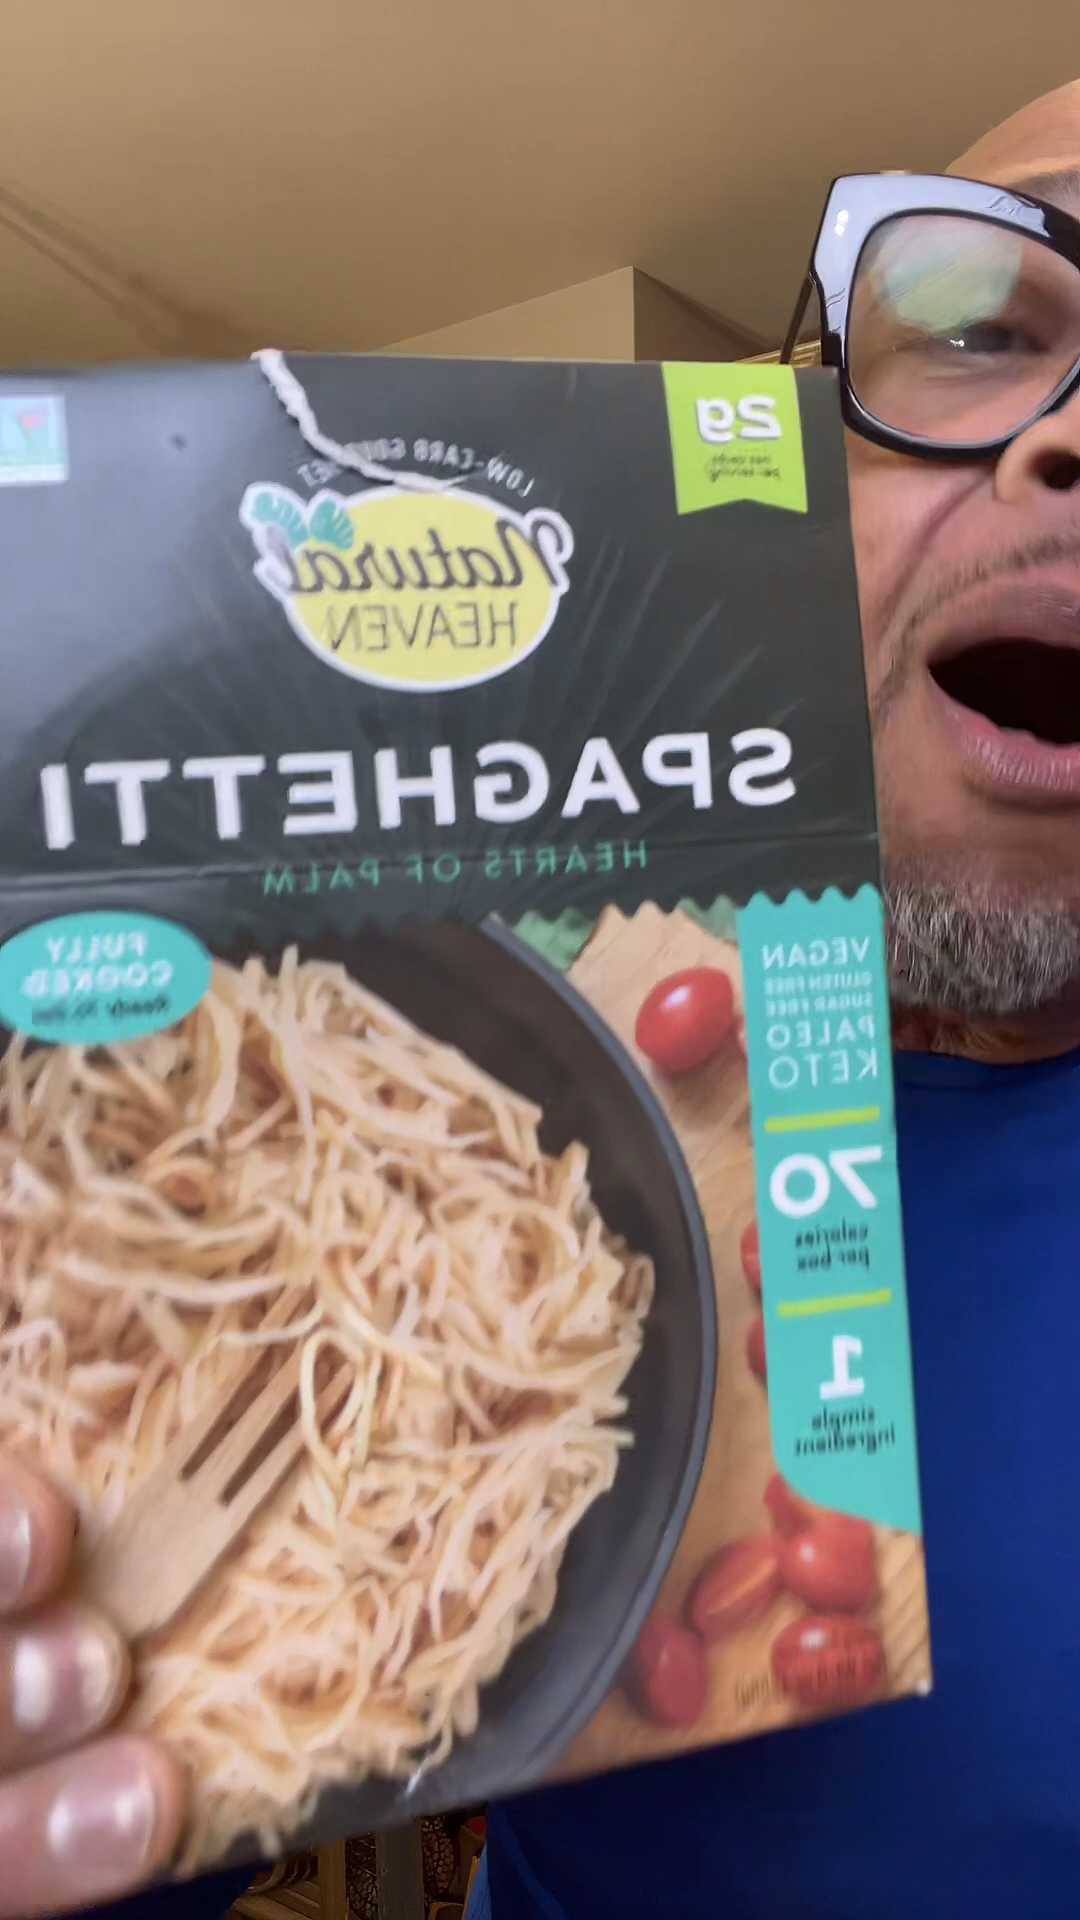 2g
LOW-CARB GOURMET
Natural
HEAVEN
SPAGHETTI
HEARTS OF PALM
FULLY
COOKED
VEGAN
GLUTEN FREE
SUGAR FREE
PALEO
KETO
70
calories
per box
1
simple
ingredient